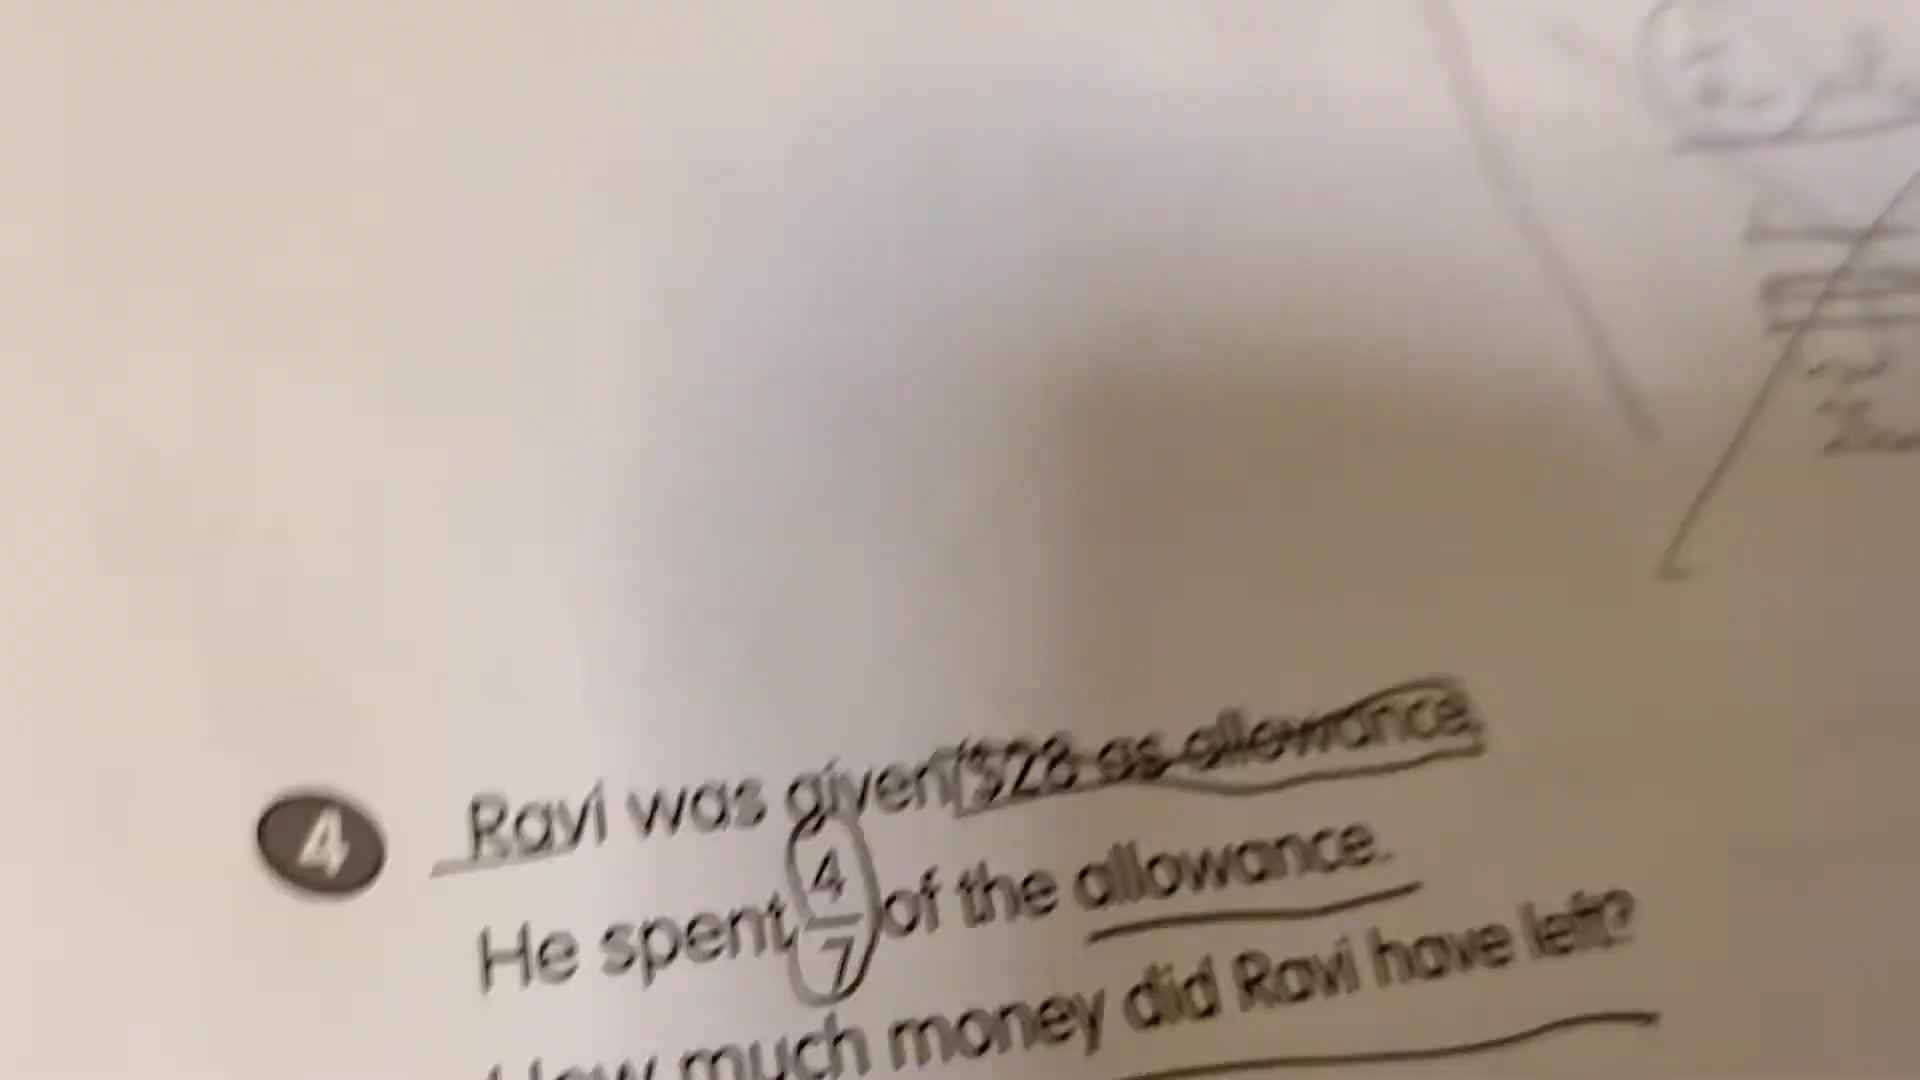 4 Ravi was given $28 as allowance.
He spent 4/7 of the allowance.
How much money did Ravi have left?